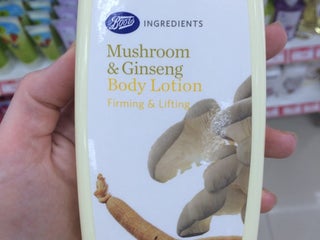 Boots INGREDIENTS
Mushroom
& Ginseng
Body Lotion
Firming & Lifting